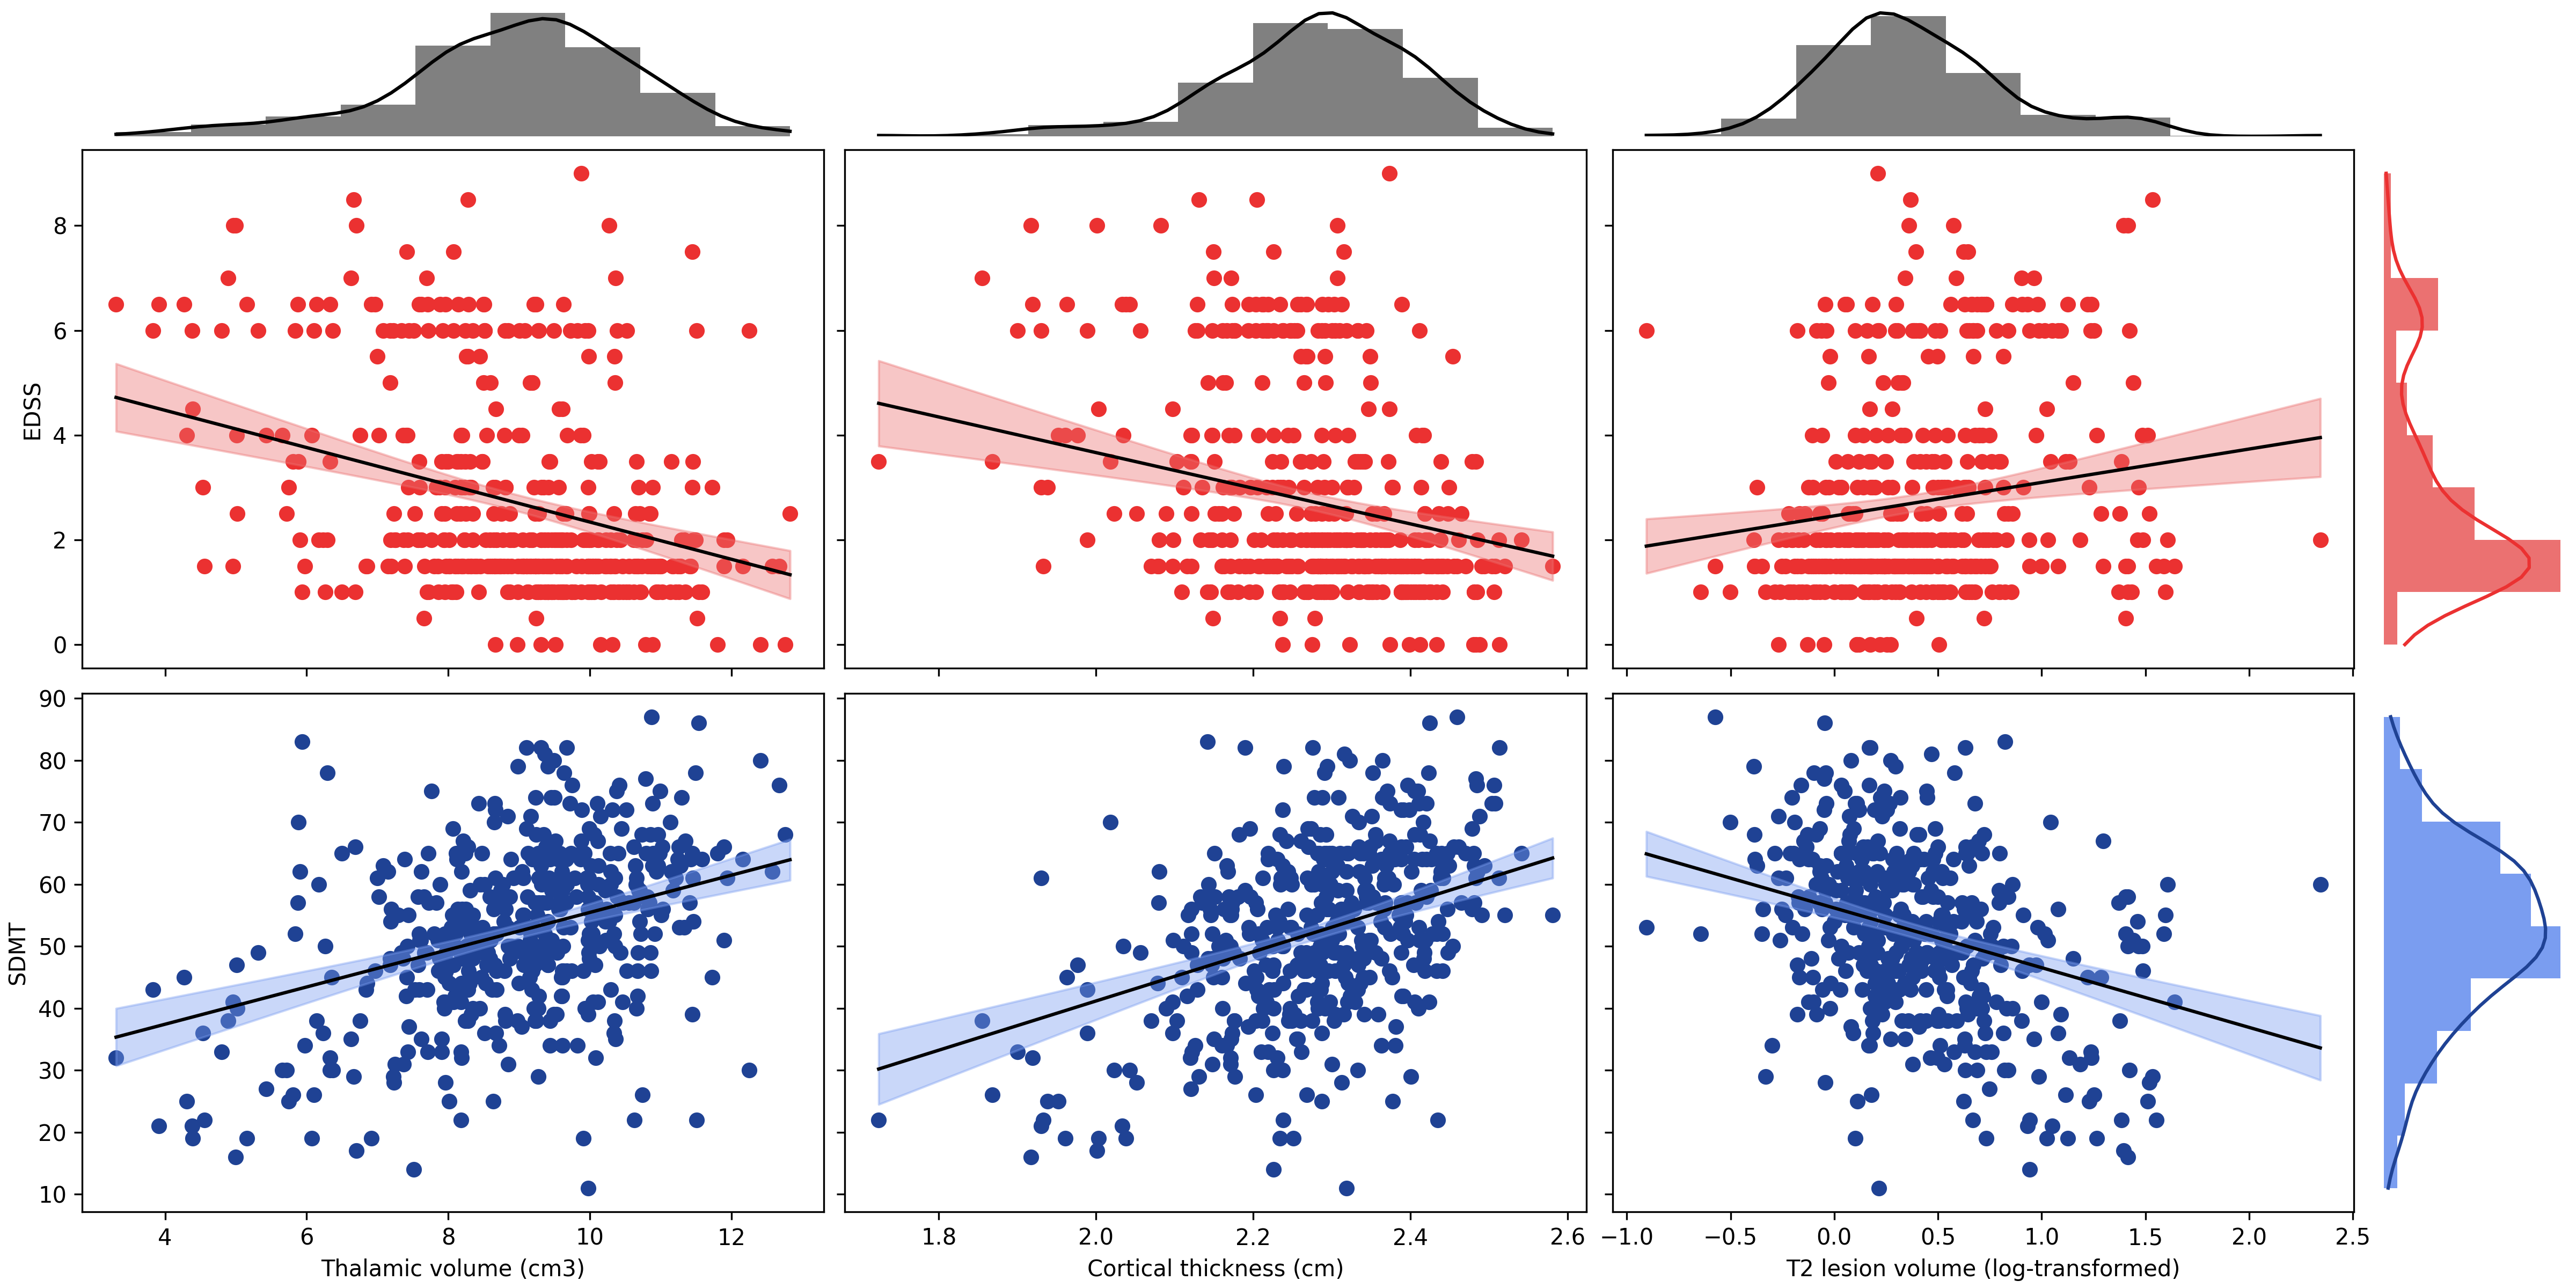 EDSS
8
6
4
2
0
SDMT
90
80
70
60
50
40
30
20
10
4 6 8 10 12
1.8 2.0 2.2 2.4 2.6
−1.0 −0.5 0.0 0.5 1.0 1.5 2.0 2.5
Thalamic volume (cm3)
Cortical thickness (cm)
T2 lesion volume (log-transformed)